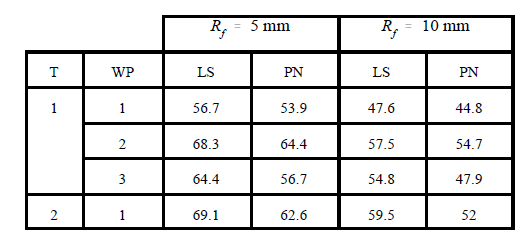 R_f = 5 mm R_f = 10 mm
T WP LS PN LS PN
1 1 56.7 53.9 47.6 44.8
2 68.3 64.4 57.5 54.7
3 64.4 56.7 54.8 47.9
2 1 69.1 62.6 59.5 52